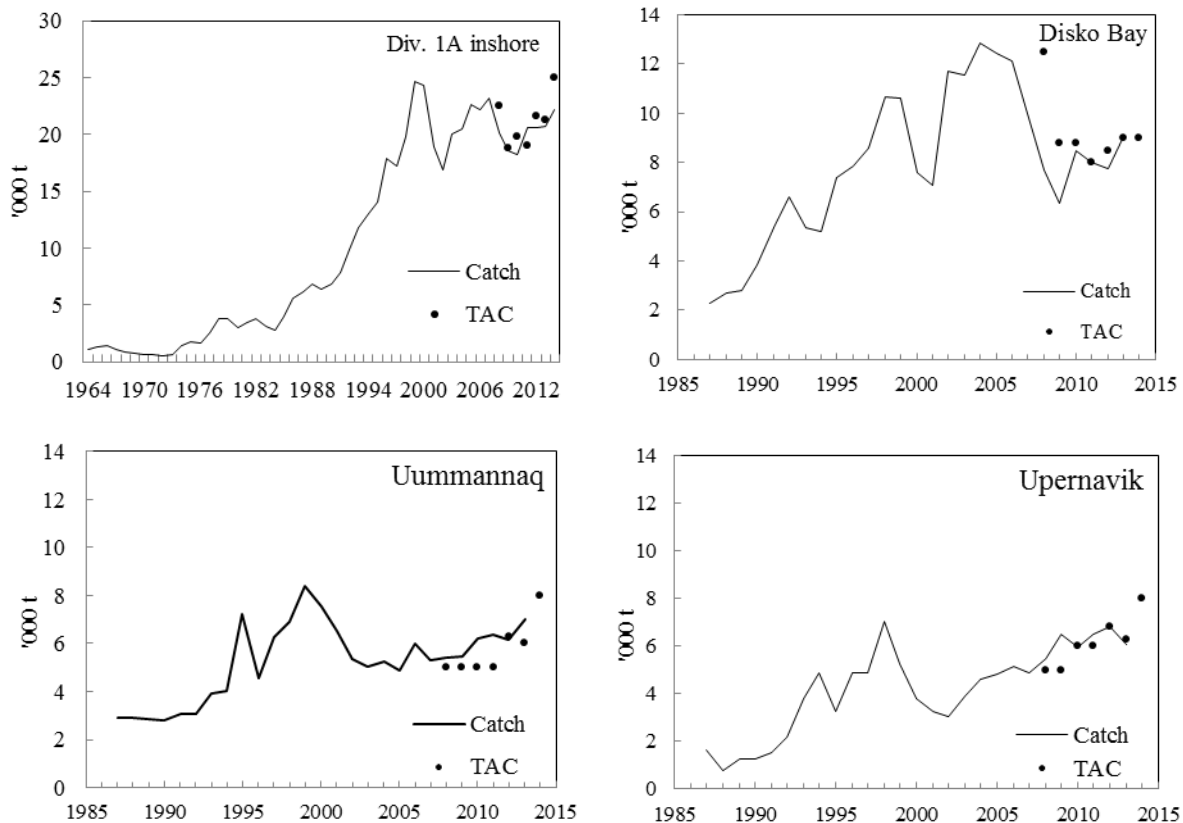 Div. 1A inshore
'000 t
30
25
20
15
10
5
0
1964 1970 1976 1982 1988 1994 2000 2006 2012
Catch
TAC
Disko Bay
'000 t
14
12
10
8
6
4
2
0
1985 1990 1995 2000 2005 2010 2015
Catch
TAC
Uummannaq
'000 t
14
12
10
8
6
4
2
0
1985 1990 1995 2000 2005 2010 2015
Catch
TAC
Upernavik
'000 t
14
12
10
8
6
4
2
0
1985 1990 1995 2000 2005 2010 2015
Catch
TAC